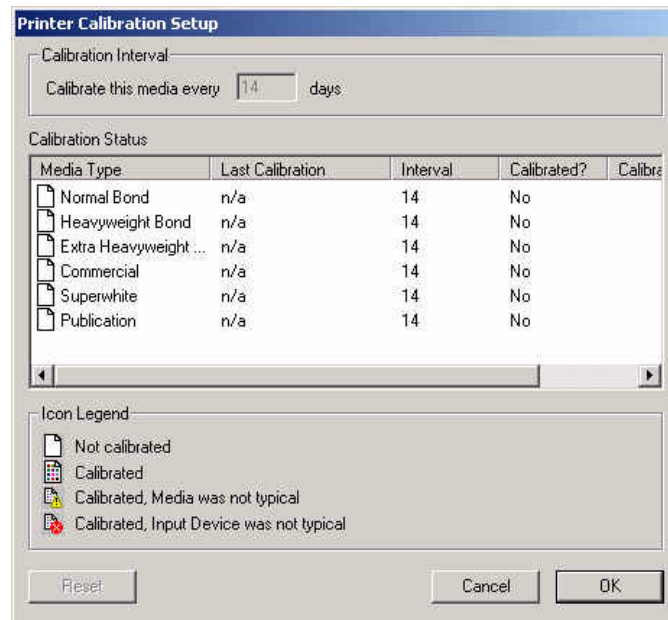 Printer Calibration Setup
Calibration Interval
Calibrate this media every 14 days
Calibration Status
Media Type Last Calibration Interval Calibrated? Calibra
Normal Bond n/a 14 No
Heavyweight Bond n/a 14 No
Extra Heavyweight ... n/a 14 No
Commercial n/a 14 No
Superwhite n/a 14 No
Publication n/a 14 No
Icon Legend
Not calibrated
Calibrated
Calibrated, Media was not typical
Calibrated, Input Device was not typical
Reset Cancel OK